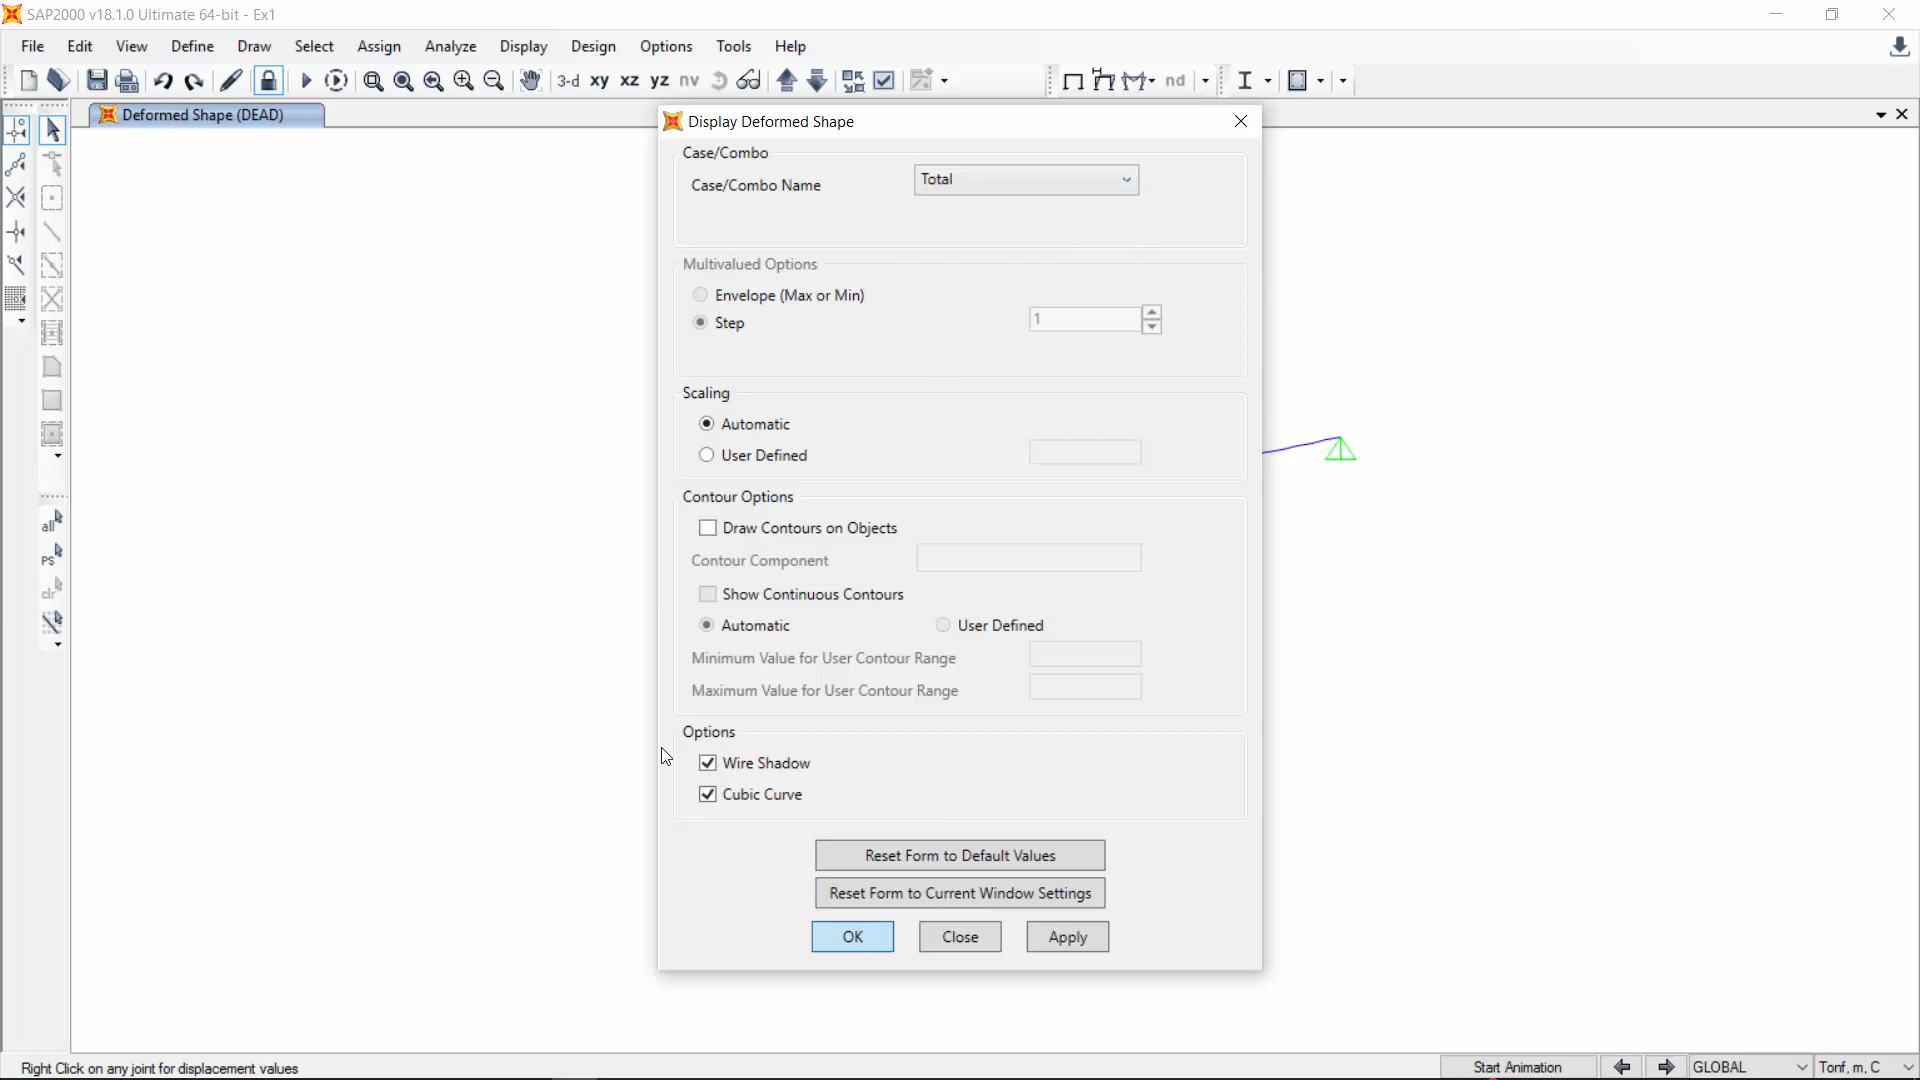 SAP2000 v18.1.0 Ultimate 64-bit - Ex1
File Edit View Define Draw Select Assign Analyze Display Design Options Tools Help
3-d xy xz yz nv nd
Deformed Shape (DEAD)
Display Deformed Shape
Case/Combo
Case/Combo Name Total
Multivalued Options
Envelope (Max or Min)
Step 1
Scaling
Automatic
User Defined
Contour Options
Draw Contours on Objects
Contour Component
Show Continuous Contours
Automatic User Defined
Minimum Value for User Contour Range
Maximum Value for User Contour Range
Options
Wire Shadow
Cubic Curve
Reset Form to Default Values
Reset Form to Current Window Settings
OK Close Apply
all
PS
clr
Right Click on any joint for displacement values Start Animation GLOBAL Tonf, m, C